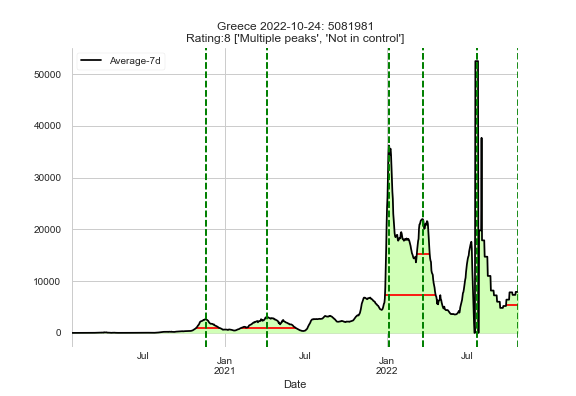 Greece 2022-10-24: 5081981
Rating:8 ['Multiple peaks', 'Not in control']
Average-7d
50000
40000
30000
20000
10000
0
Jul
Jan
2021
Jul
Jan
2022
Jul
Date